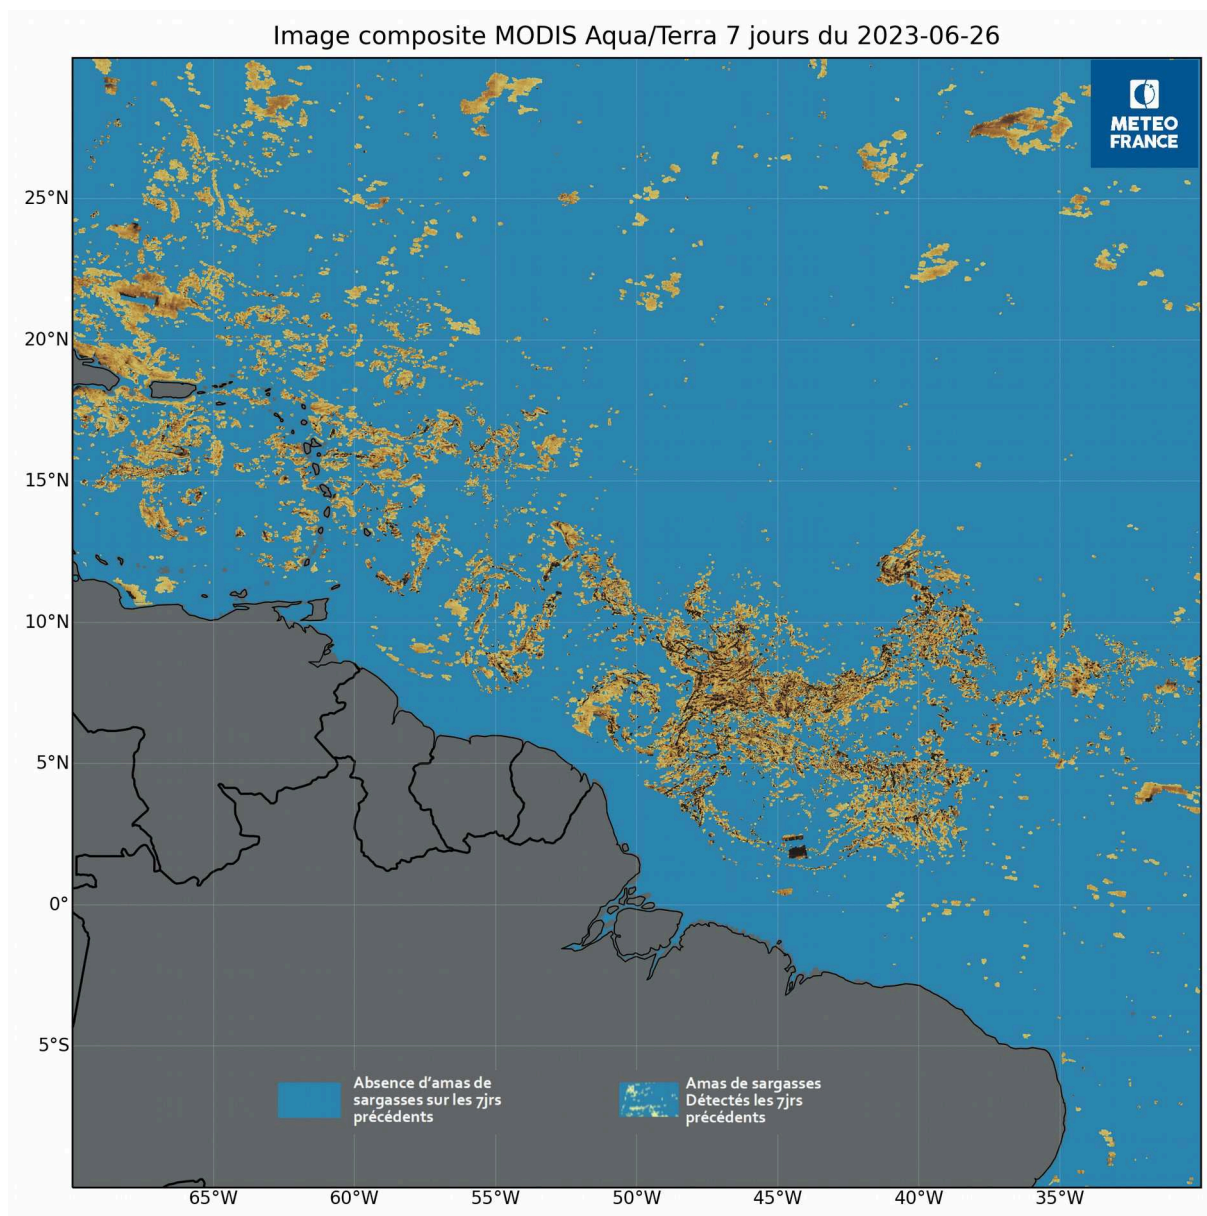 Image composite MODIS Aqua/Terra 7 jours du 2023-06-26
METEO
FRANCE
25°N
20°N
15°N
10°N
5°N
0°
5°S
Absence d'amas de
sargasses sur les 7jrs
précédents
Amas de sargasses
Détectés les 7jrs
précédents
65°W
60°W
55°W
50°W
45°W
40°W
35°W